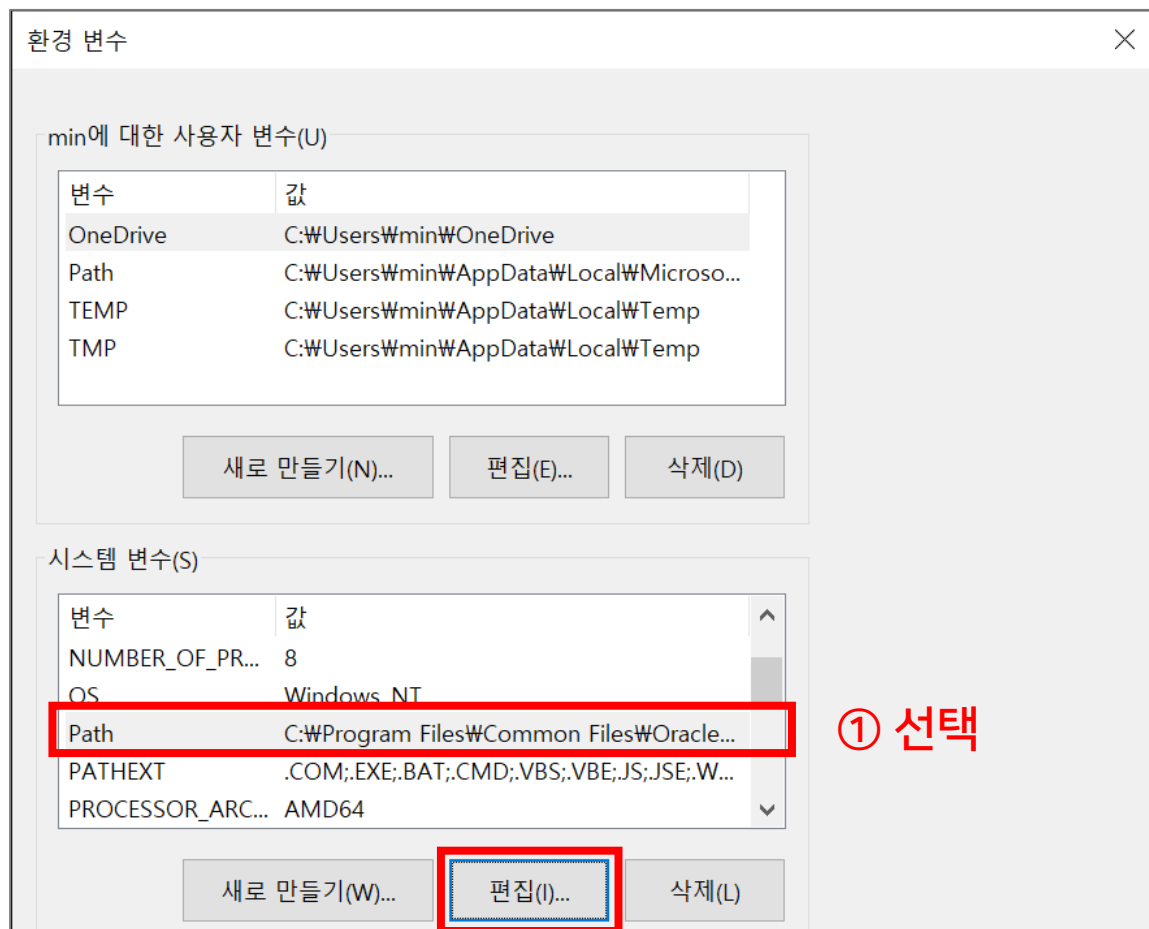 환경 변수
min에 대한 사용자 변수(U)
변수 값
OneDrive C:₩Users₩min₩OneDrive
Path C:₩Users₩min₩AppData₩Local₩Microso...
TEMP C:₩Users₩min₩AppData₩Local₩Temp
TMP C:₩Users₩min₩AppData₩Local₩Temp
새로 만들기(N)... 편집(E)... 삭제(D)
시스템 변수(S)
변수 값
NUMBER_OF_PR... 8
OS Windows_NT
Path C:₩Program Files₩Common Files₩Oracle... ① 선택
PATHEXT .COM;.EXE;.BAT;.CMD;.VBS;.VBE;.JS;.JSE;.W...
PROCESSOR_ARC... AMD64
새로 만들기(W)... 편집(I)... 삭제(L)